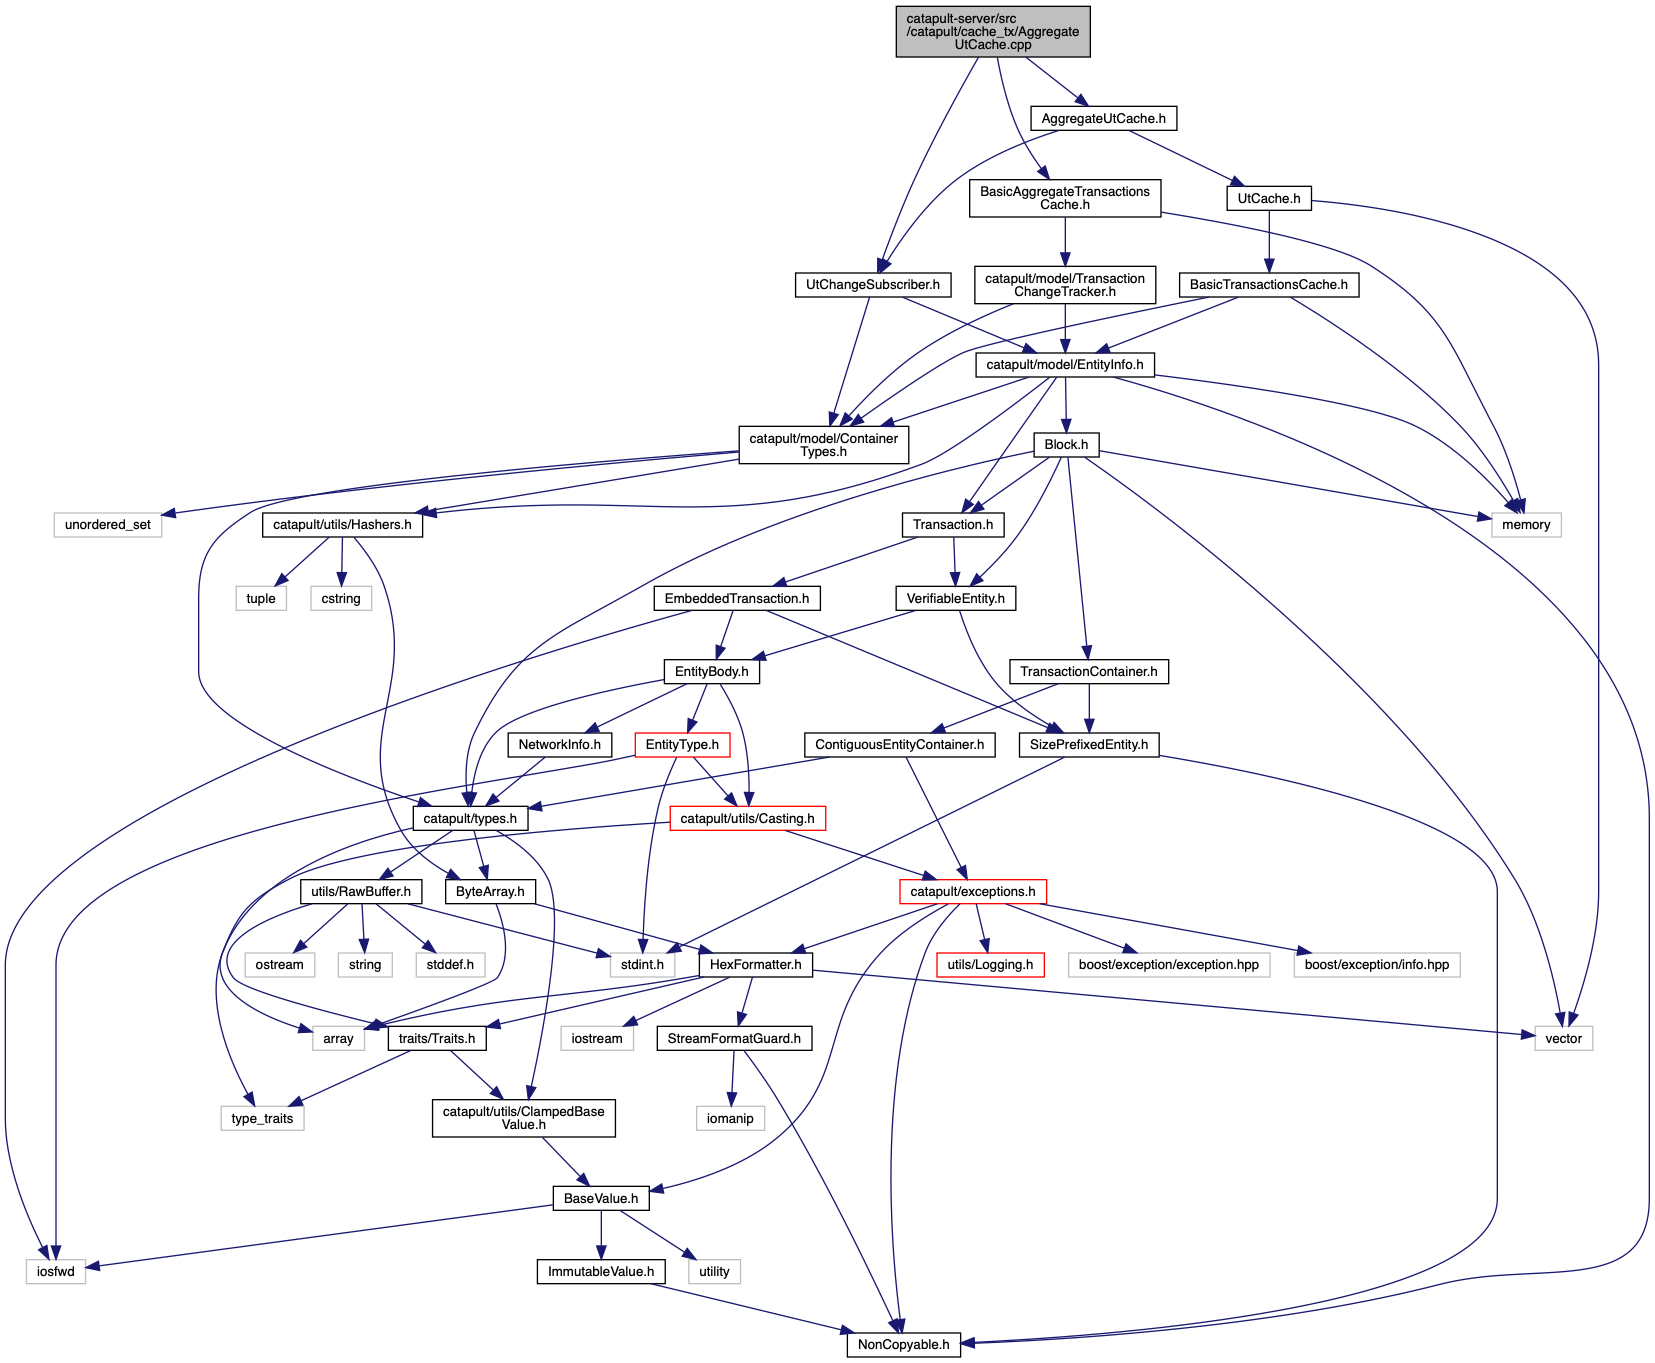 catapult-server/src
/catapult/cache_tx/Aggregate
UtCache.cpp
AggregateUtCache.h
BasicAggregateTransactions
Cache.h
UtCache.h
UtChangeSubscriber.h
catapult/model/Transaction
ChangeTracker.h
BasicTransactionsCache.h
catapult/model/EntityInfo.h
catapult/model/Container
Types.h
Block.h
unordered_set
catapult/utils/Hashers.h
Transaction.h
memory
tuple
cstring
EmbeddedTransaction.h
VerifiableEntity.h
EntityBody.h
TransactionContainer.h
NetworkInfo.h
EntityType.h
ContiguousEntityContainer.h
SizePrefixedEntity.h
catapult/types.h
catapult/utils/Casting.h
utils/RawBuffer.h
ByteArray.h
catapult/exceptions.h
ostream
string
stddef.h
stdint.h
HexFormatter.h
utils/Logging.h
boost/exception/exception.hpp
boost/exception/info.hpp
array
traits/Traits.h
iostream
StreamFormatGuard.h
vector
type_traits
catapult/utils/ClampedBase
Value.h
iomanip
BaseValue.h
iosfwd
ImmutableValue.h
utility
NonCopyable.h